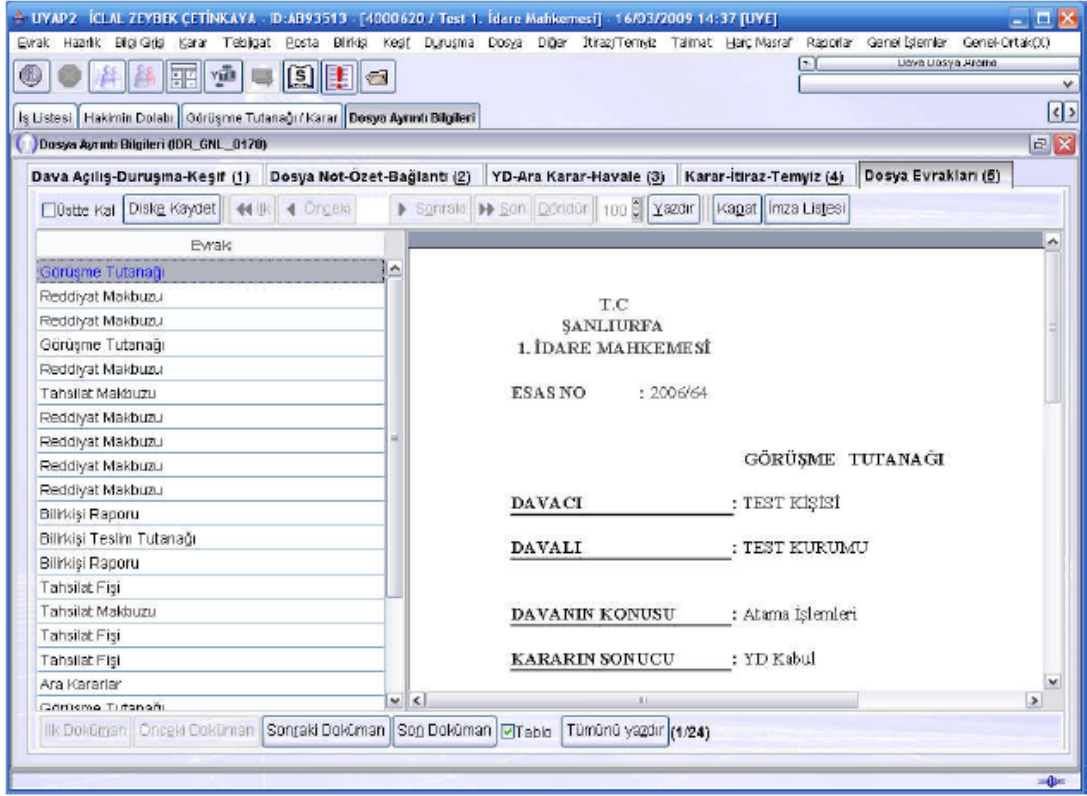 UYAP2 İCLAL ZEYBEK ÇETİNKAYA - ID:AB93513 - [4000620 / Test 1. İdare Mahkemesi] - 16/03/2009 14:37 [UYE]
Evrak Hazırlık Bilgi Girişi Karar Tebligat Posta Bilirkişi Keşif Duruşma Dosya Diğer İtiraz/Temyiz Talimat Harç Masraf Raporlar Genel İşlemler Genel-Ortak(X)
Dava Dosya Arama
İş Listesi Hakimin Dolabı Görüşme Tutanağı / Karar Dosya Ayrıntı Bilgileri
Dosya Ayrıntı Bilgileri (IDR_GNL_0170)
Dava Açılış-Duruşma-Keşif (1) Dosya Not-Özet-Bağlantı (2) YD-Ara Karar-Havale (3) Karar-İtiraz-Temyiz (4) Dosya Evrakları (5)
Üstte Kal Diske Kaydet İlk Önceki Sonraki Son Döndür 100 Yazdır Kapat İmza Listesi
Evrak
Görüşme Tutanağı
Reddiyat Makbuzu
Reddiyat Makbuzu
Görüşme Tutanağı
Reddiyat Makbuzu
Tahsilat Makbuzu
Reddiyat Makbuzu
Reddiyat Makbuzu
Reddiyat Makbuzu
Reddiyat Makbuzu
Bilirkişi Raporu
Bilirkişi Teslim Tutanağı
Bilirkişi Raporu
Tahsilat Fişi
Tahsilat Makbuzu
Tahsilat Fişi
Tahsilat Fişi
Ara Kararlar
Görüşme Tutanağı
T.C
ŞANLIURFA
1. İDARE MAHKEMESİ
ESAS NO : 2006/64
GÖRÜŞME TUTANAĞI
DAVACI : TEST KİŞİSİ
DAVALI : TEST KURUMU
DAVANIN KONUSU : Atama İşlemleri
KARARIN SONUCU : YD Kabul
İlk Doküman Önceki Doküman Sonraki Doküman Son Doküman Tablo Tümünü yazdır (1/24)